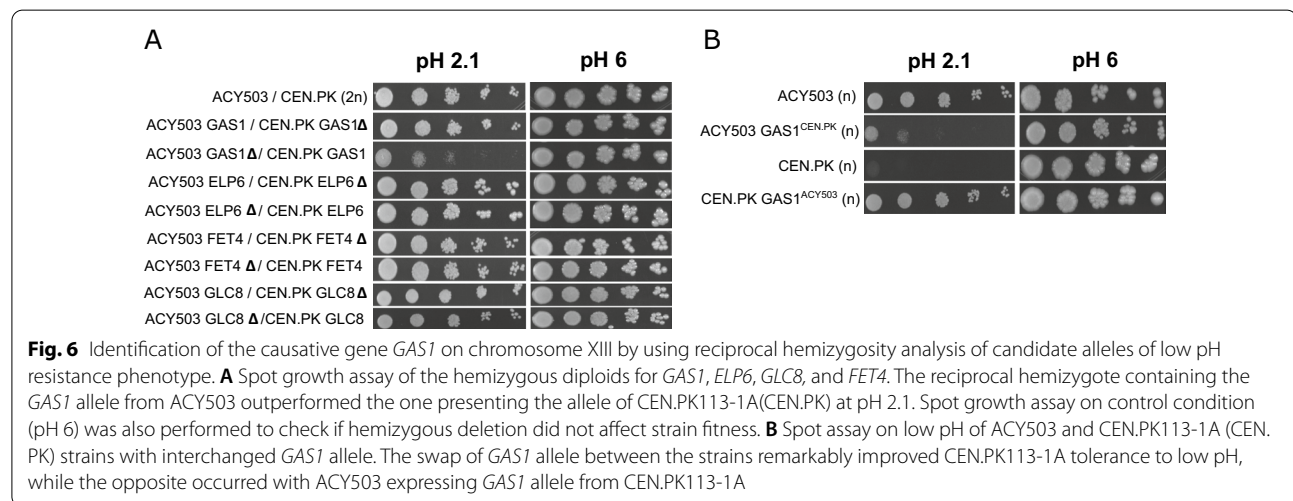 A
pH 2.1 pH 6
ACY503 / CEN.PK (2n)
ACY503 GAS1 / CEN.PK GAS1Δ
ACY503 GAS1Δ/ CEN.PK GAS1
ACY503 ELP6 / CEN.PK ELP6 Δ
ACY503 ELP6 Δ/ CEN.PK ELP6
ACY503 FET4 / CEN.PK FET4 Δ
ACY503 FET4 Δ/ CEN.PK FET4
ACY503 GLC8 / CEN.PK GLC8Δ
ACY503 GLC8 Δ/CEN.PK GLC8
B
pH 2.1 pH 6
ACY503 (n)
ACY503 GAS1^CEN.PK (n)
CEN.PK (n)
CEN.PK GAS1^ACY503 (n)
Fig. 6 Identification of the causative gene GAS1 on chromosome XIII by using reciprocal hemizygosity analysis of candidate alleles of low pH
resistance phenotype. A Spot growth assay of the hemizygous diploids for GAS1, ELP6, GLC8, and FET4. The reciprocal hemizygote containing the
GAS1 allele from ACY503 outperformed the one presenting the allele of CEN.PK113-1A(CEN.PK) at pH 2.1. Spot growth assay on control condition
(pH 6) was also performed to check if hemizygous deletion did not affect strain fitness. B Spot assay on low pH of ACY503 and CEN.PK113-1A (CEN.
PK) strains with interchanged GAS1 allele. The swap of GAS1 allele between the strains remarkably improved CEN.PK113-1A tolerance to low pH,
while the opposite occurred with ACY503 expressing GAS1 allele from CEN.PK113-1A